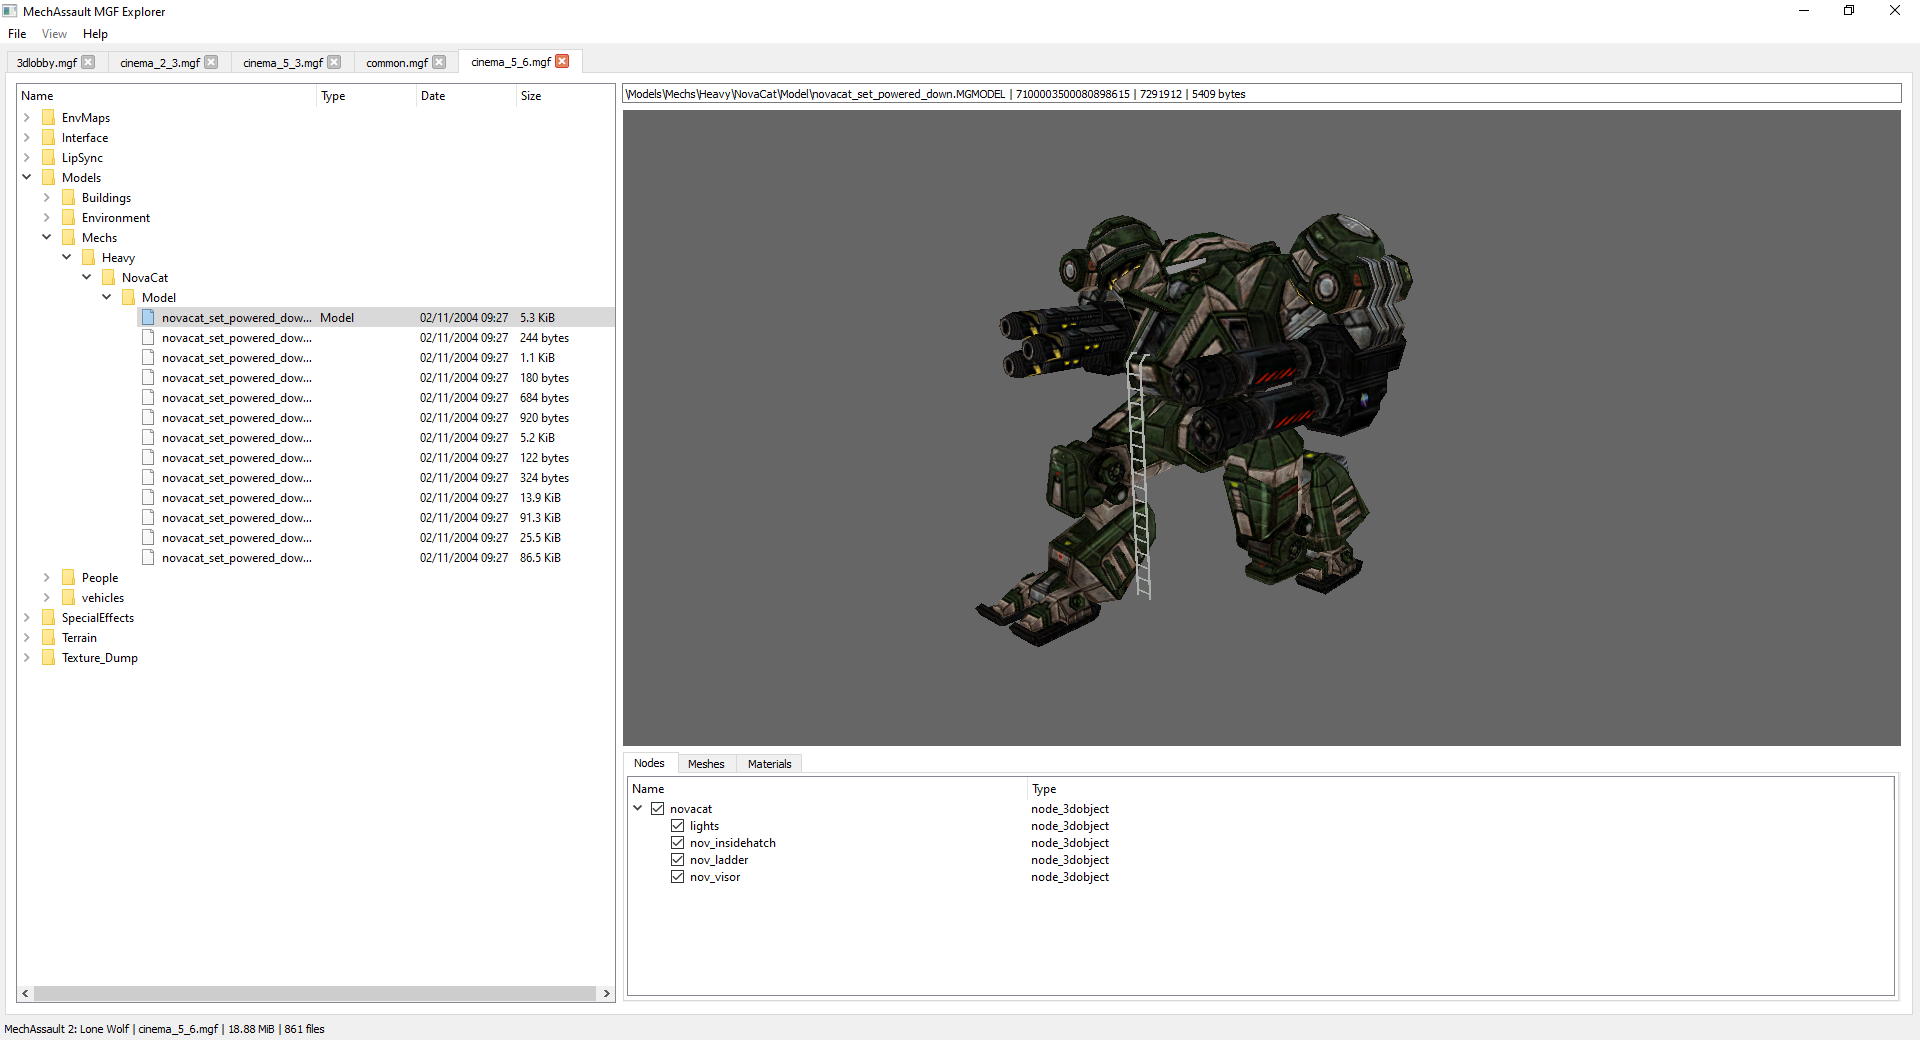 MechAssault MGF Explorer
File View Help
3dlobby.mgf cinema_2_3.mgf cinema_5_3.mgf common.mgf cinema_5_6.mgf
Name Type Date Size
EnvMaps
Interface
LipSync
Models
Buildings
Environment
Mechs
Heavy
NovaCat
Model
novacat_set_powered_dow... Model 02/11/2004 09:27 5.3 KiB
novacat_set_powered_dow... 02/11/2004 09:27 244 bytes
novacat_set_powered_dow... 02/11/2004 09:27 1.1 KiB
novacat_set_powered_dow... 02/11/2004 09:27 180 bytes
novacat_set_powered_dow... 02/11/2004 09:27 684 bytes
novacat_set_powered_dow... 02/11/2004 09:27 920 bytes
novacat_set_powered_dow... 02/11/2004 09:27 5.2 KiB
novacat_set_powered_dow... 02/11/2004 09:27 122 bytes
novacat_set_powered_dow... 02/11/2004 09:27 324 bytes
novacat_set_powered_dow... 02/11/2004 09:27 13.9 KiB
novacat_set_powered_dow... 02/11/2004 09:27 91.3 KiB
novacat_set_powered_dow... 02/11/2004 09:27 25.5 KiB
novacat_set_powered_dow... 02/11/2004 09:27 86.5 KiB
People
vehicles
SpecialEffects
Terrain
Texture_Dump
\Models\Mechs\Heavy\NovaCat\Model\novacat_set_powered_down.MGMODEL | 7100003500080898615 | 7291912 | 5409 bytes
Nodes Meshes Materials
Name Type
novacat node_3dobject
lights node_3dobject
nov_insidehatch node_3dobject
nov_ladder node_3dobject
nov_visor node_3dobject
MechAssault 2: Lone Wolf | cinema_5_6.mgf | 18.88 MiB | 861 files